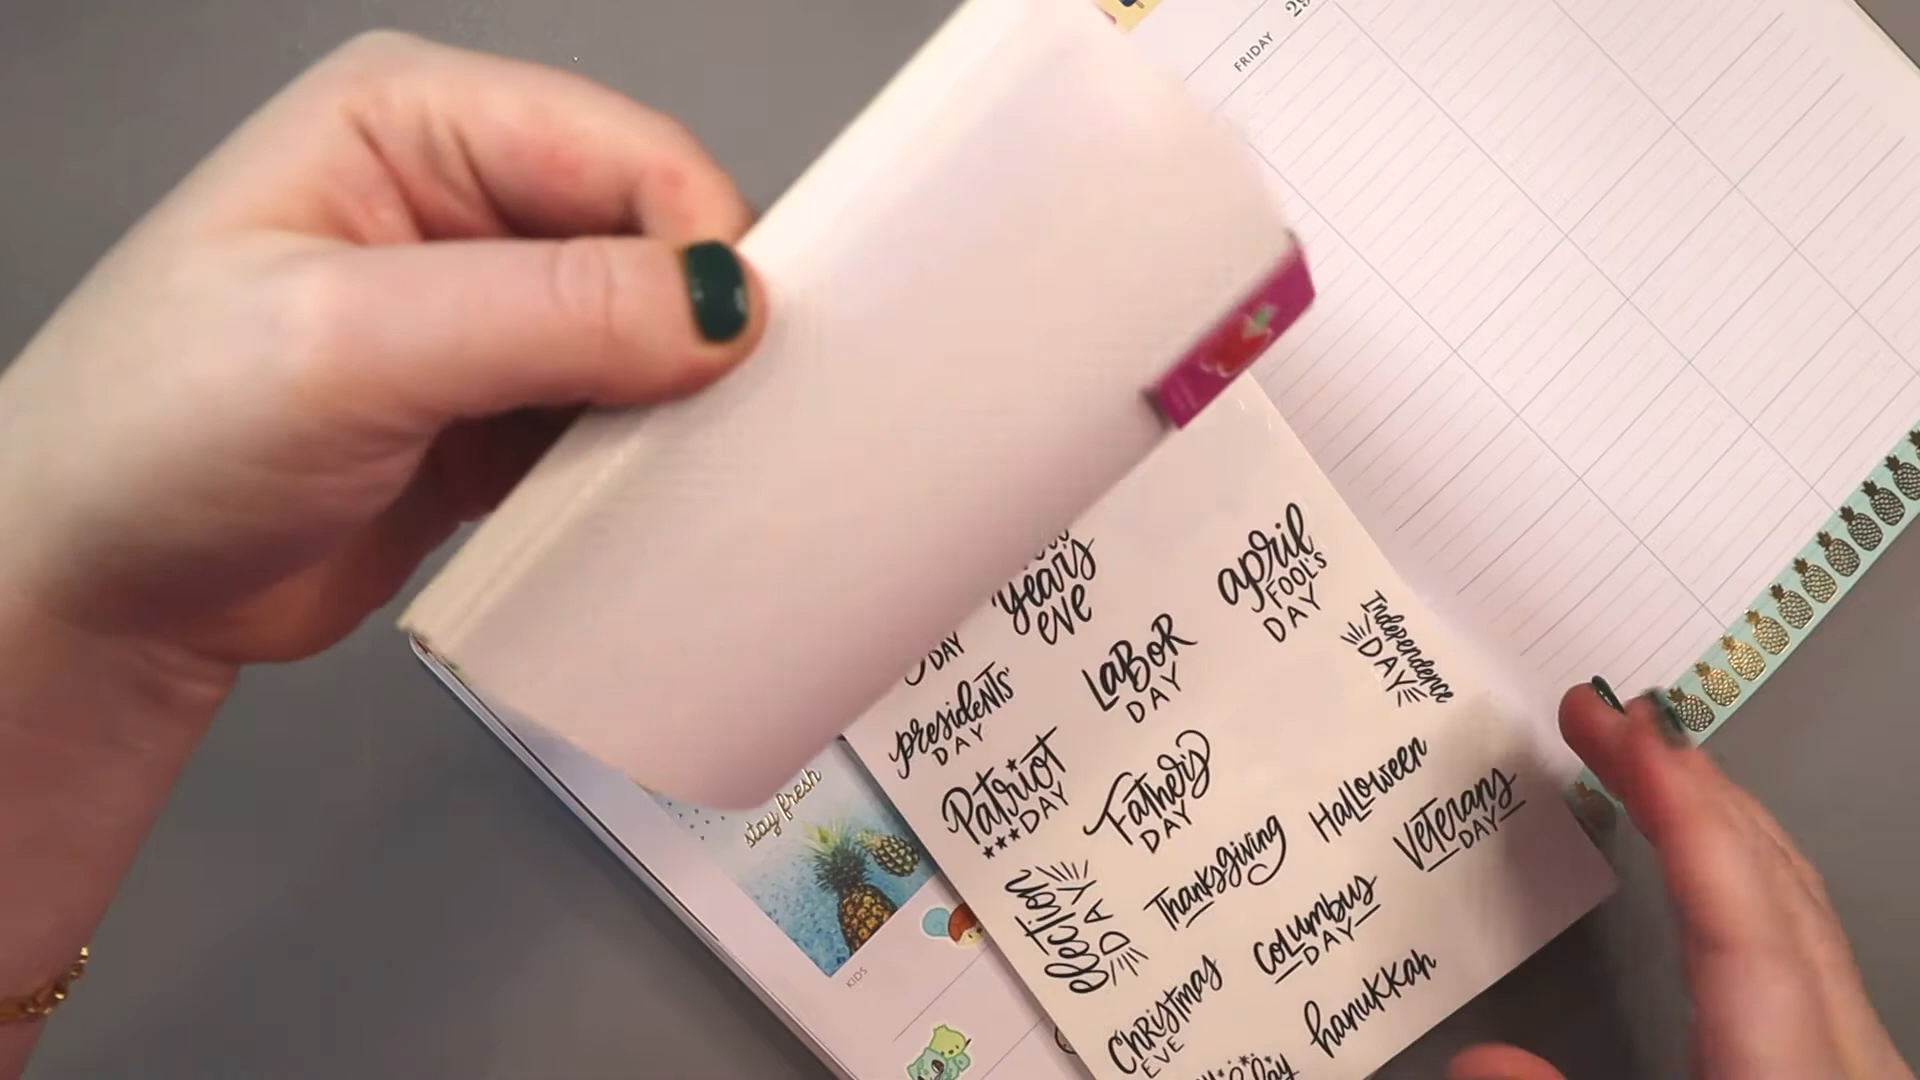 FRIDAY
Year's
eve
april
FOOL'S
DAY
DAY
LABOR
DAY
Independence
DAY
presidents'
DAY
Patriot
DAY
Father's
DAY
Halloween
Veterans
DAY
Thanksgiving
election
DAY
Columbus
DAY
Christmas
EVE
hanukkah
stay fresh
KIDS